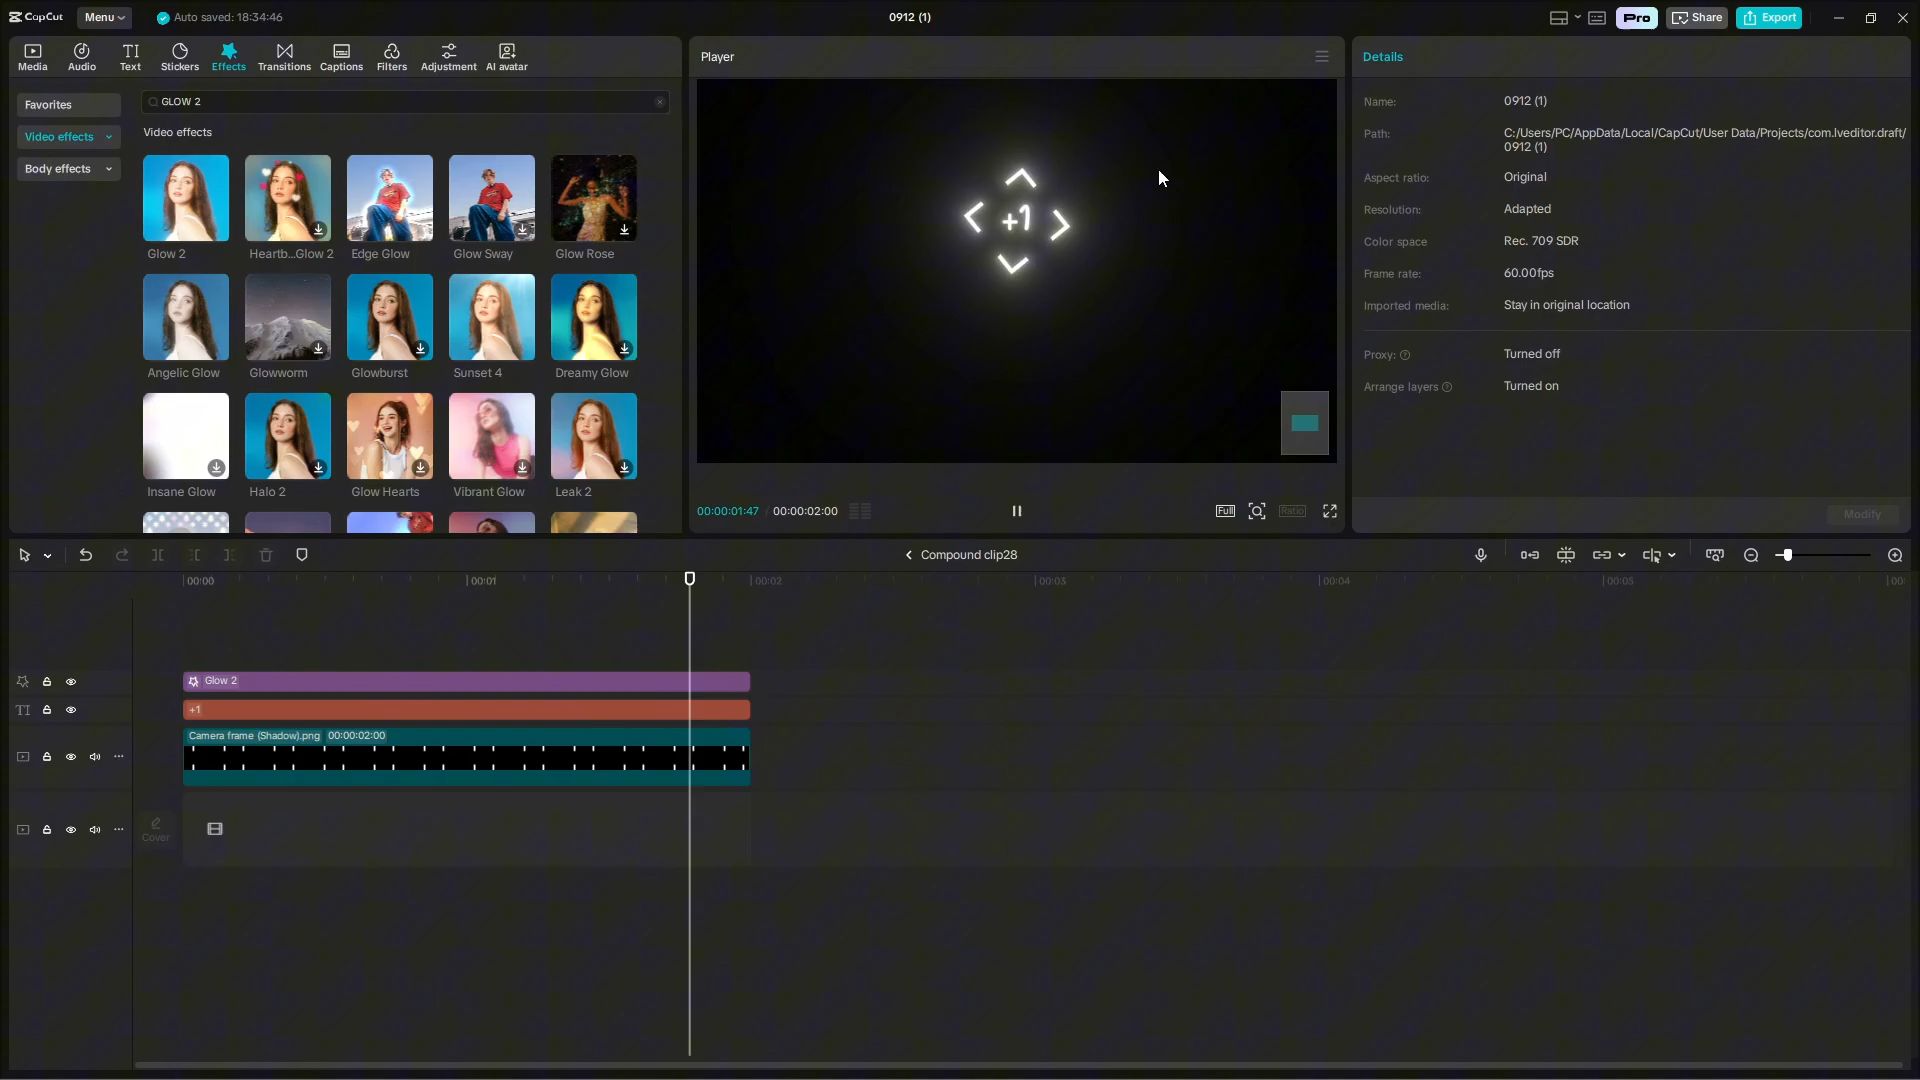 CapCut
Menu
Auto saved: 18:34:46
0912 (1)
Pro
Share
Export
Media
Audio
Text
Stickers
Effects
Transitions
Captions
Filters
Adjustment
AI avatar
Favorites
Video effects
Body effects
GLOW 2
Video effects
Glow 2
Heartb...Glow 2
Edge Glow
Glow Sway
Glow Rose
Angelic Glow
Glowworm
Glowburst
Sunset 4
Dreamy Glow
Insane Glow
Halo 2
Glow Hearts
Vibrant Glow
Leak 2
Player
+1
00:00:01:47 / 00:00:02:00
Full
Ratio
Details
Name: 0912 (1)
Path: C:/Users/PC/AppData/Local/CapCut/User Data/Projects/com.lveditor.draft/
0912 (1)
Aspect ratio: Original
Resolution: Adapted
Color space Rec. 709 SDR
Frame rate: 60.00fps
Imported media: Stay in original location
Proxy: Turned off
Arrange layers Turned on
Modify
Compound clip28
00:00
00:01
00:02
00:03
00:04
00:05
00:
Glow 2
+1
Camera frame (Shadow).png 00:00:02:00
Cover